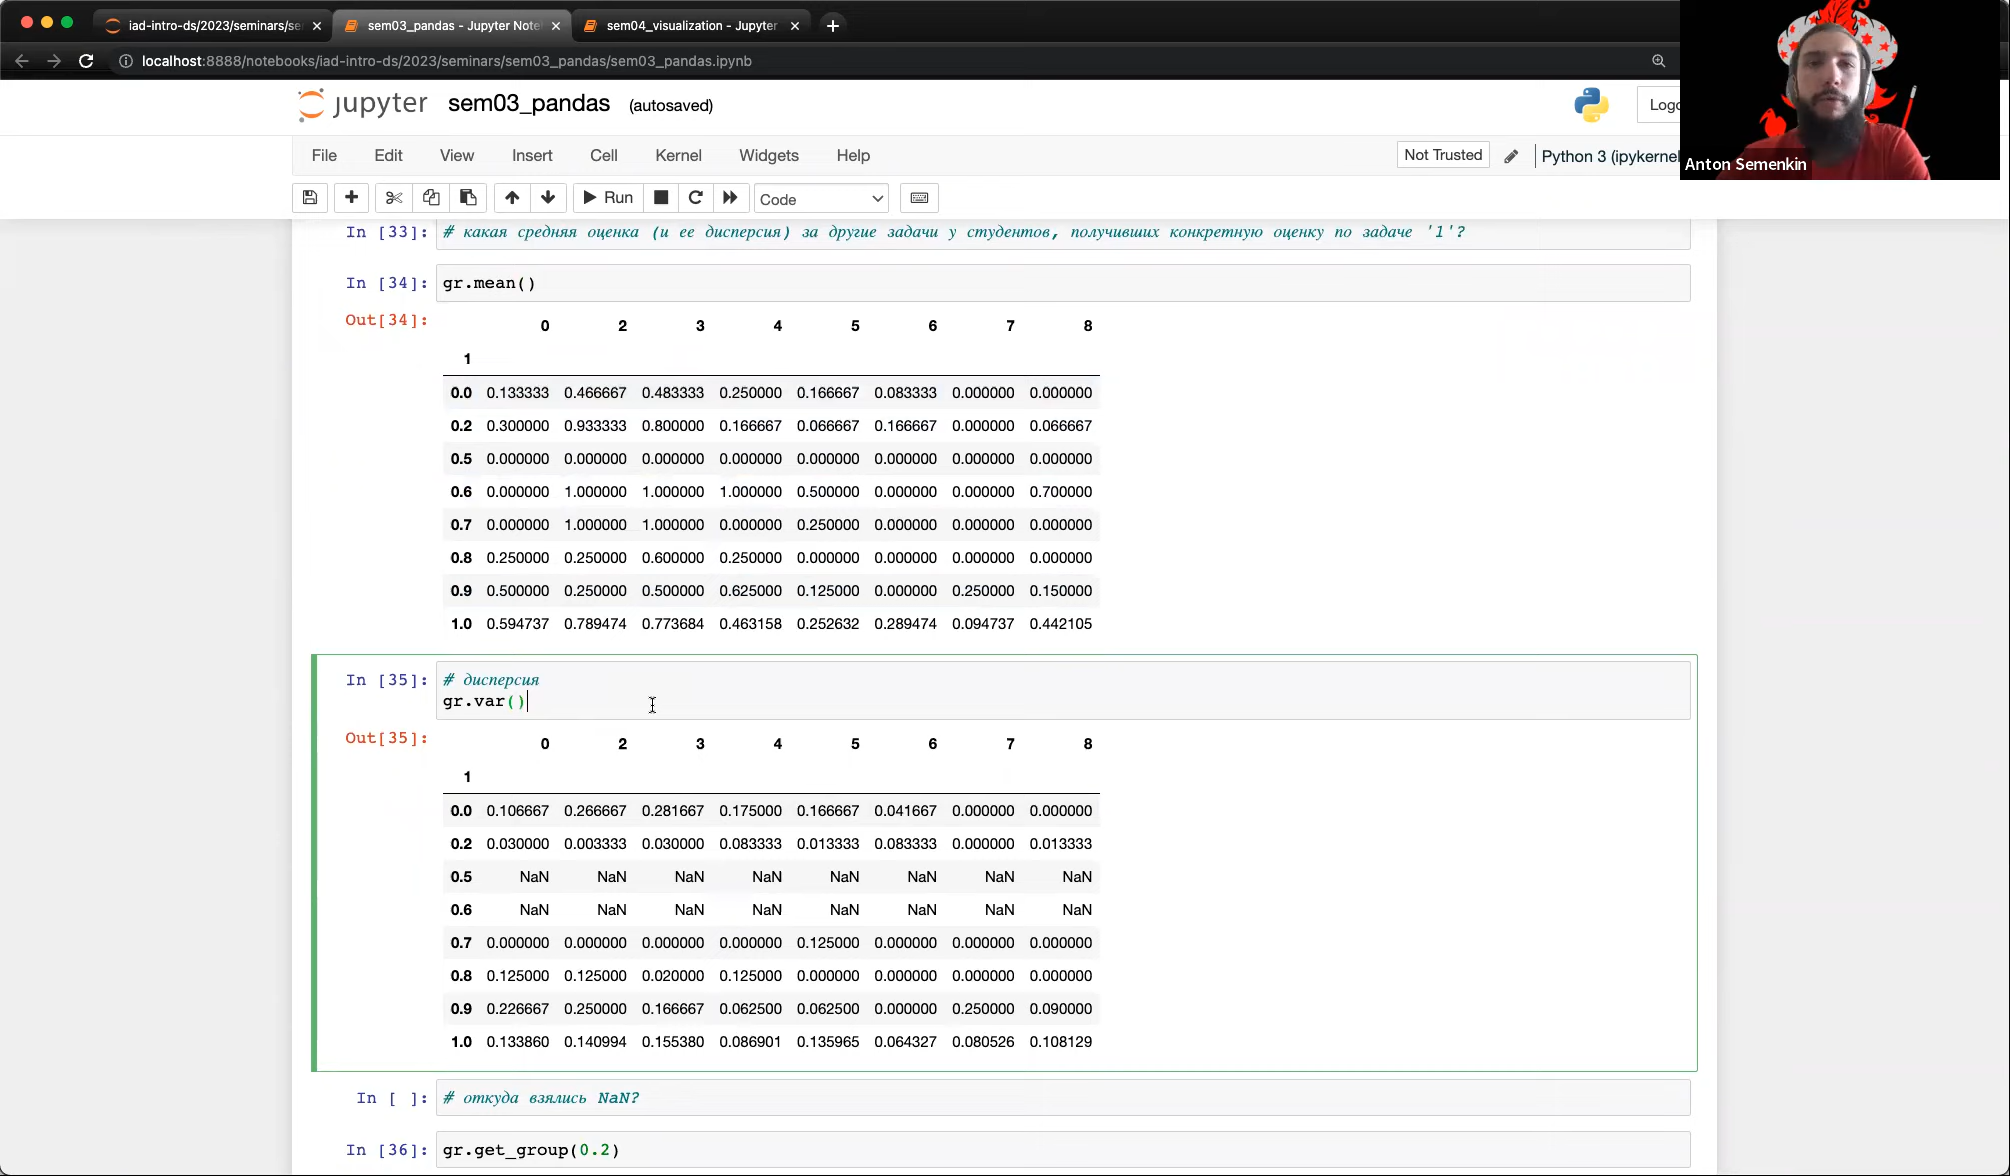 iad-intro-ds/2023/seminars/se
sem03_pandas - Jupyter Note
sem04_visualization - Jupyter
localhost:8888/notebooks/iad-intro-ds/2023/seminars/sem03_pandas/sem03_pandas.ipynb
jupyter sem03_pandas (autosaved)
Logo
Anton Semenkin
File Edit View Insert Cell Kernel Widgets Help
Not Trusted Python 3 (ipykernel
Run Code
In [33]: # какая средняя оценка (и ее дисперсия) за другие задачи у студентов, получивших конкретную оценку по задаче '1'?
In [34]: gr.mean()
Out[34]: 0 2 3 4 5 6 7 8
1
0.0 0.133333 0.466667 0.483333 0.250000 0.166667 0.083333 0.000000 0.000000
0.2 0.300000 0.933333 0.800000 0.166667 0.066667 0.166667 0.000000 0.066667
0.5 0.000000 0.000000 0.000000 0.000000 0.000000 0.000000 0.000000 0.000000
0.6 0.000000 1.000000 1.000000 1.000000 0.500000 0.000000 0.000000 0.700000
0.7 0.000000 1.000000 1.000000 0.000000 0.250000 0.000000 0.000000 0.000000
0.8 0.250000 0.250000 0.600000 0.250000 0.000000 0.000000 0.000000 0.000000
0.9 0.500000 0.250000 0.500000 0.625000 0.125000 0.000000 0.250000 0.150000
1.0 0.594737 0.789474 0.773684 0.463158 0.252632 0.289474 0.094737 0.442105
In [35]: # дисперсия
gr.var()
Out[35]: 0 2 3 4 5 6 7 8
1
0.0 0.106667 0.266667 0.281667 0.175000 0.166667 0.041667 0.000000 0.000000
0.2 0.030000 0.003333 0.030000 0.083333 0.013333 0.083333 0.000000 0.013333
0.5 NaN NaN NaN NaN NaN NaN NaN NaN
0.6 NaN NaN NaN NaN NaN NaN NaN NaN
0.7 0.000000 0.000000 0.000000 0.000000 0.125000 0.000000 0.000000 0.000000
0.8 0.125000 0.125000 0.020000 0.125000 0.000000 0.000000 0.000000 0.000000
0.9 0.226667 0.250000 0.166667 0.062500 0.062500 0.000000 0.250000 0.090000
1.0 0.133860 0.140994 0.155380 0.086901 0.135965 0.064327 0.080526 0.108129
In [ ]: # откуда взялись NaN?
In [36]: gr.get_group(0.2)